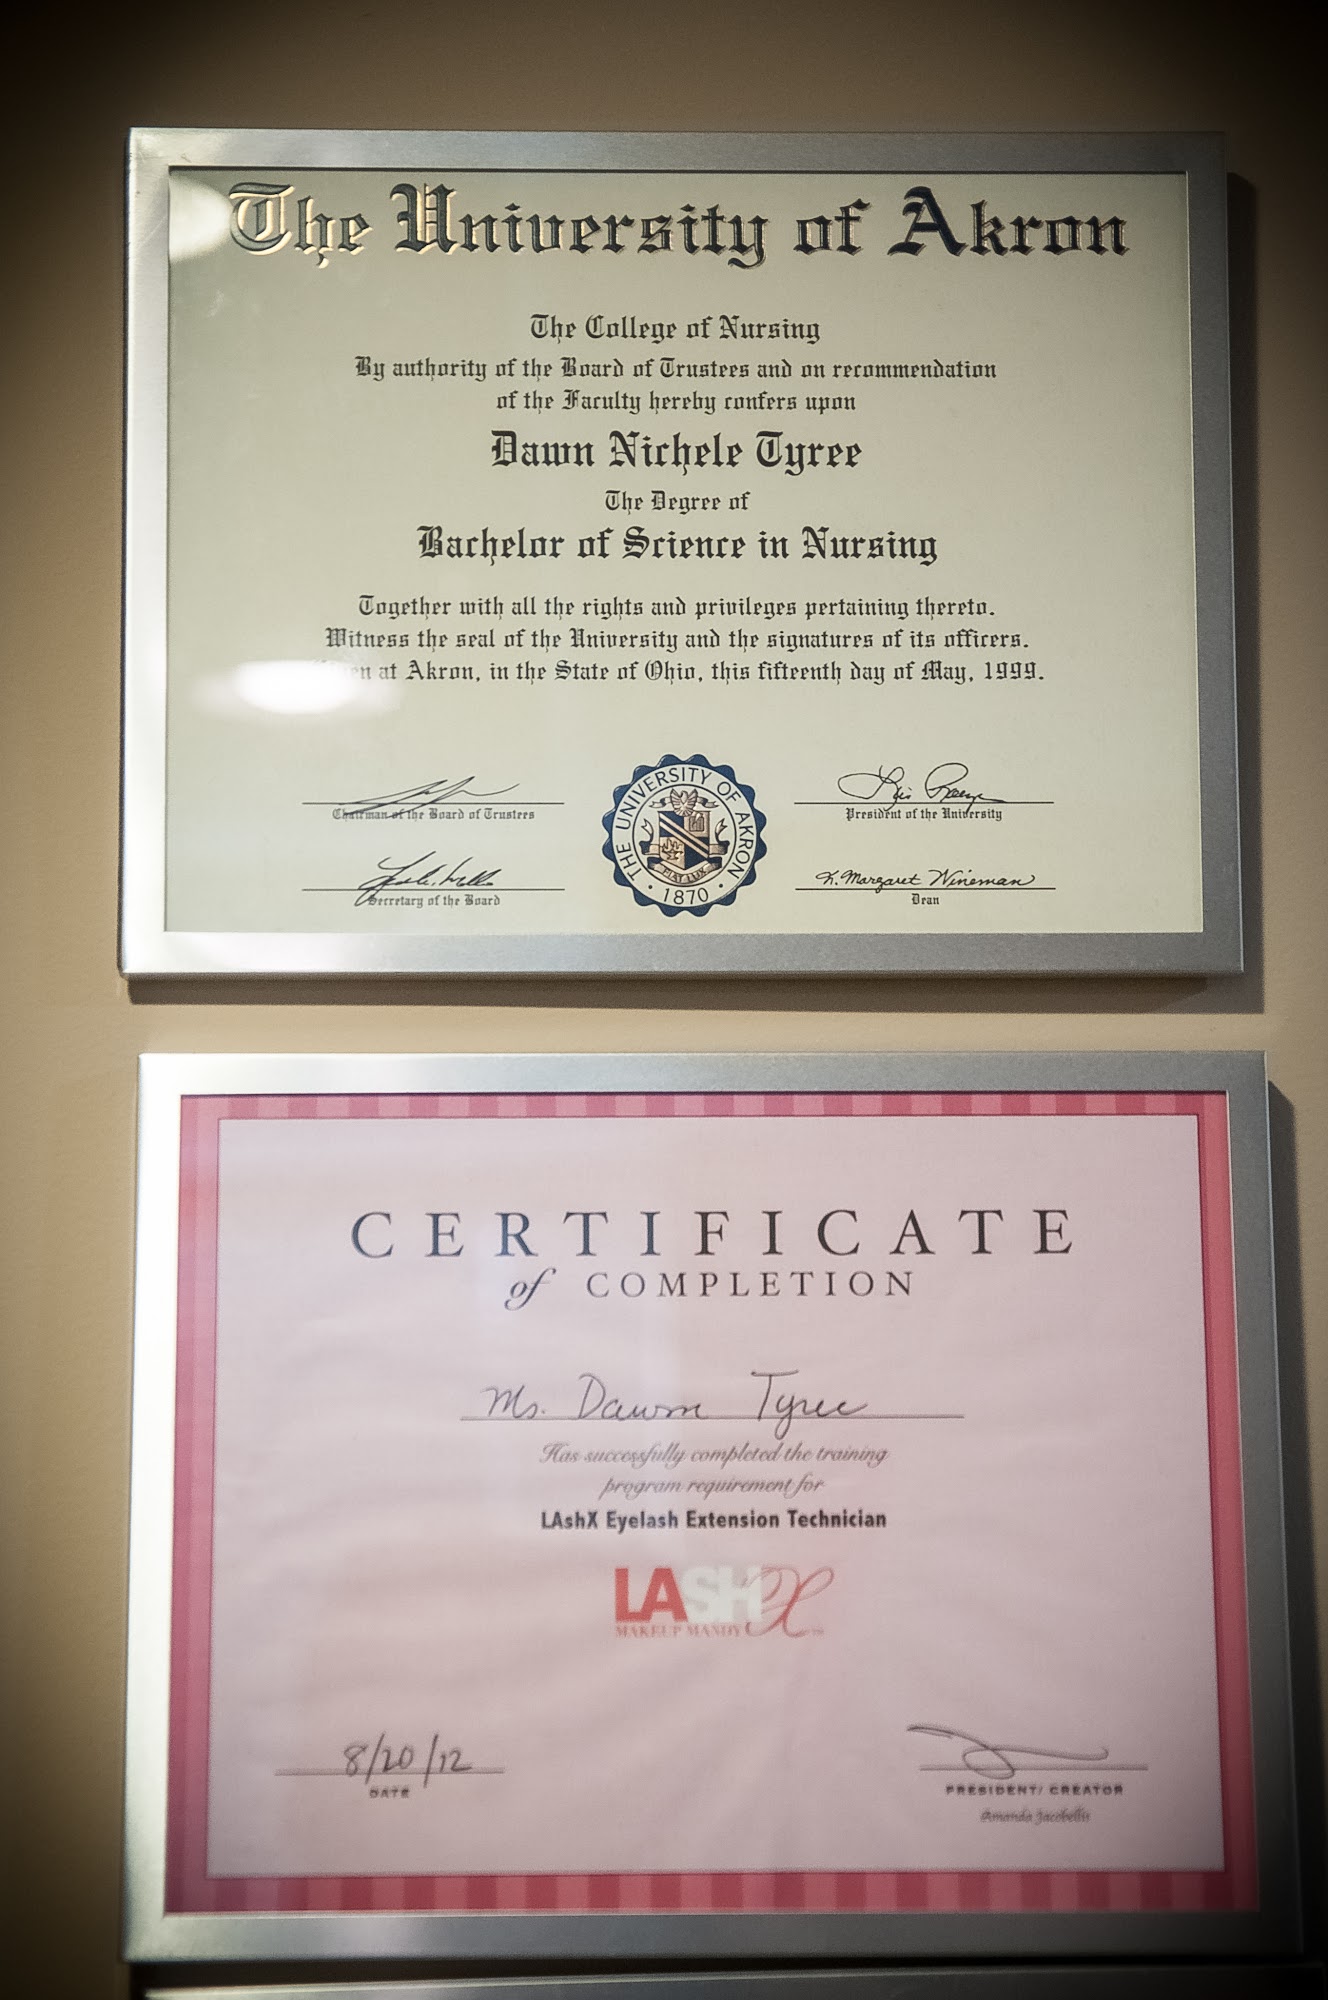 The University of Akron
The College of Nursing
By authority of the Board of Trustees and on recommendation
of the Faculty hereby confers upon
Dawn Nichele Tyree
The Degree of
Bachelor of Science in Nursing
Together with all the rights and privileges pertaining thereto.
Witness the seal of the University and the signatures of its officers.
at Akron, in the State of Ohio, this fifteenth day of May, 1999.
Chairman of the Board of Trustees
President of the University
THE UNIVERSITY OF AKRON
FIAT LUX
1870
Secretary of the Board
K. Margaret Wineman
Dean
CERTIFICATE
of COMPLETION
Ms. Dawn Tyree
Has successfully completed the training
program requirement for
LAshX Eyelash Extension Technician
LASHX
MAKEUP MANDY
8/20/12
DATE
PRESIDENT/ CREATOR
Amanda Jacobellis